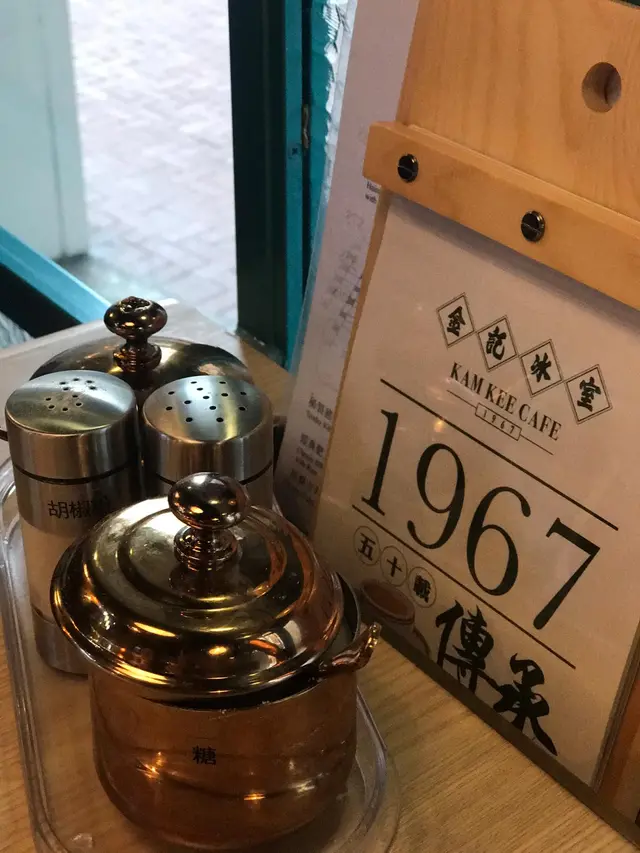 金記冰室
KAM KEE CAFE
1967
1967
五十載
傳承
胡椒
糖